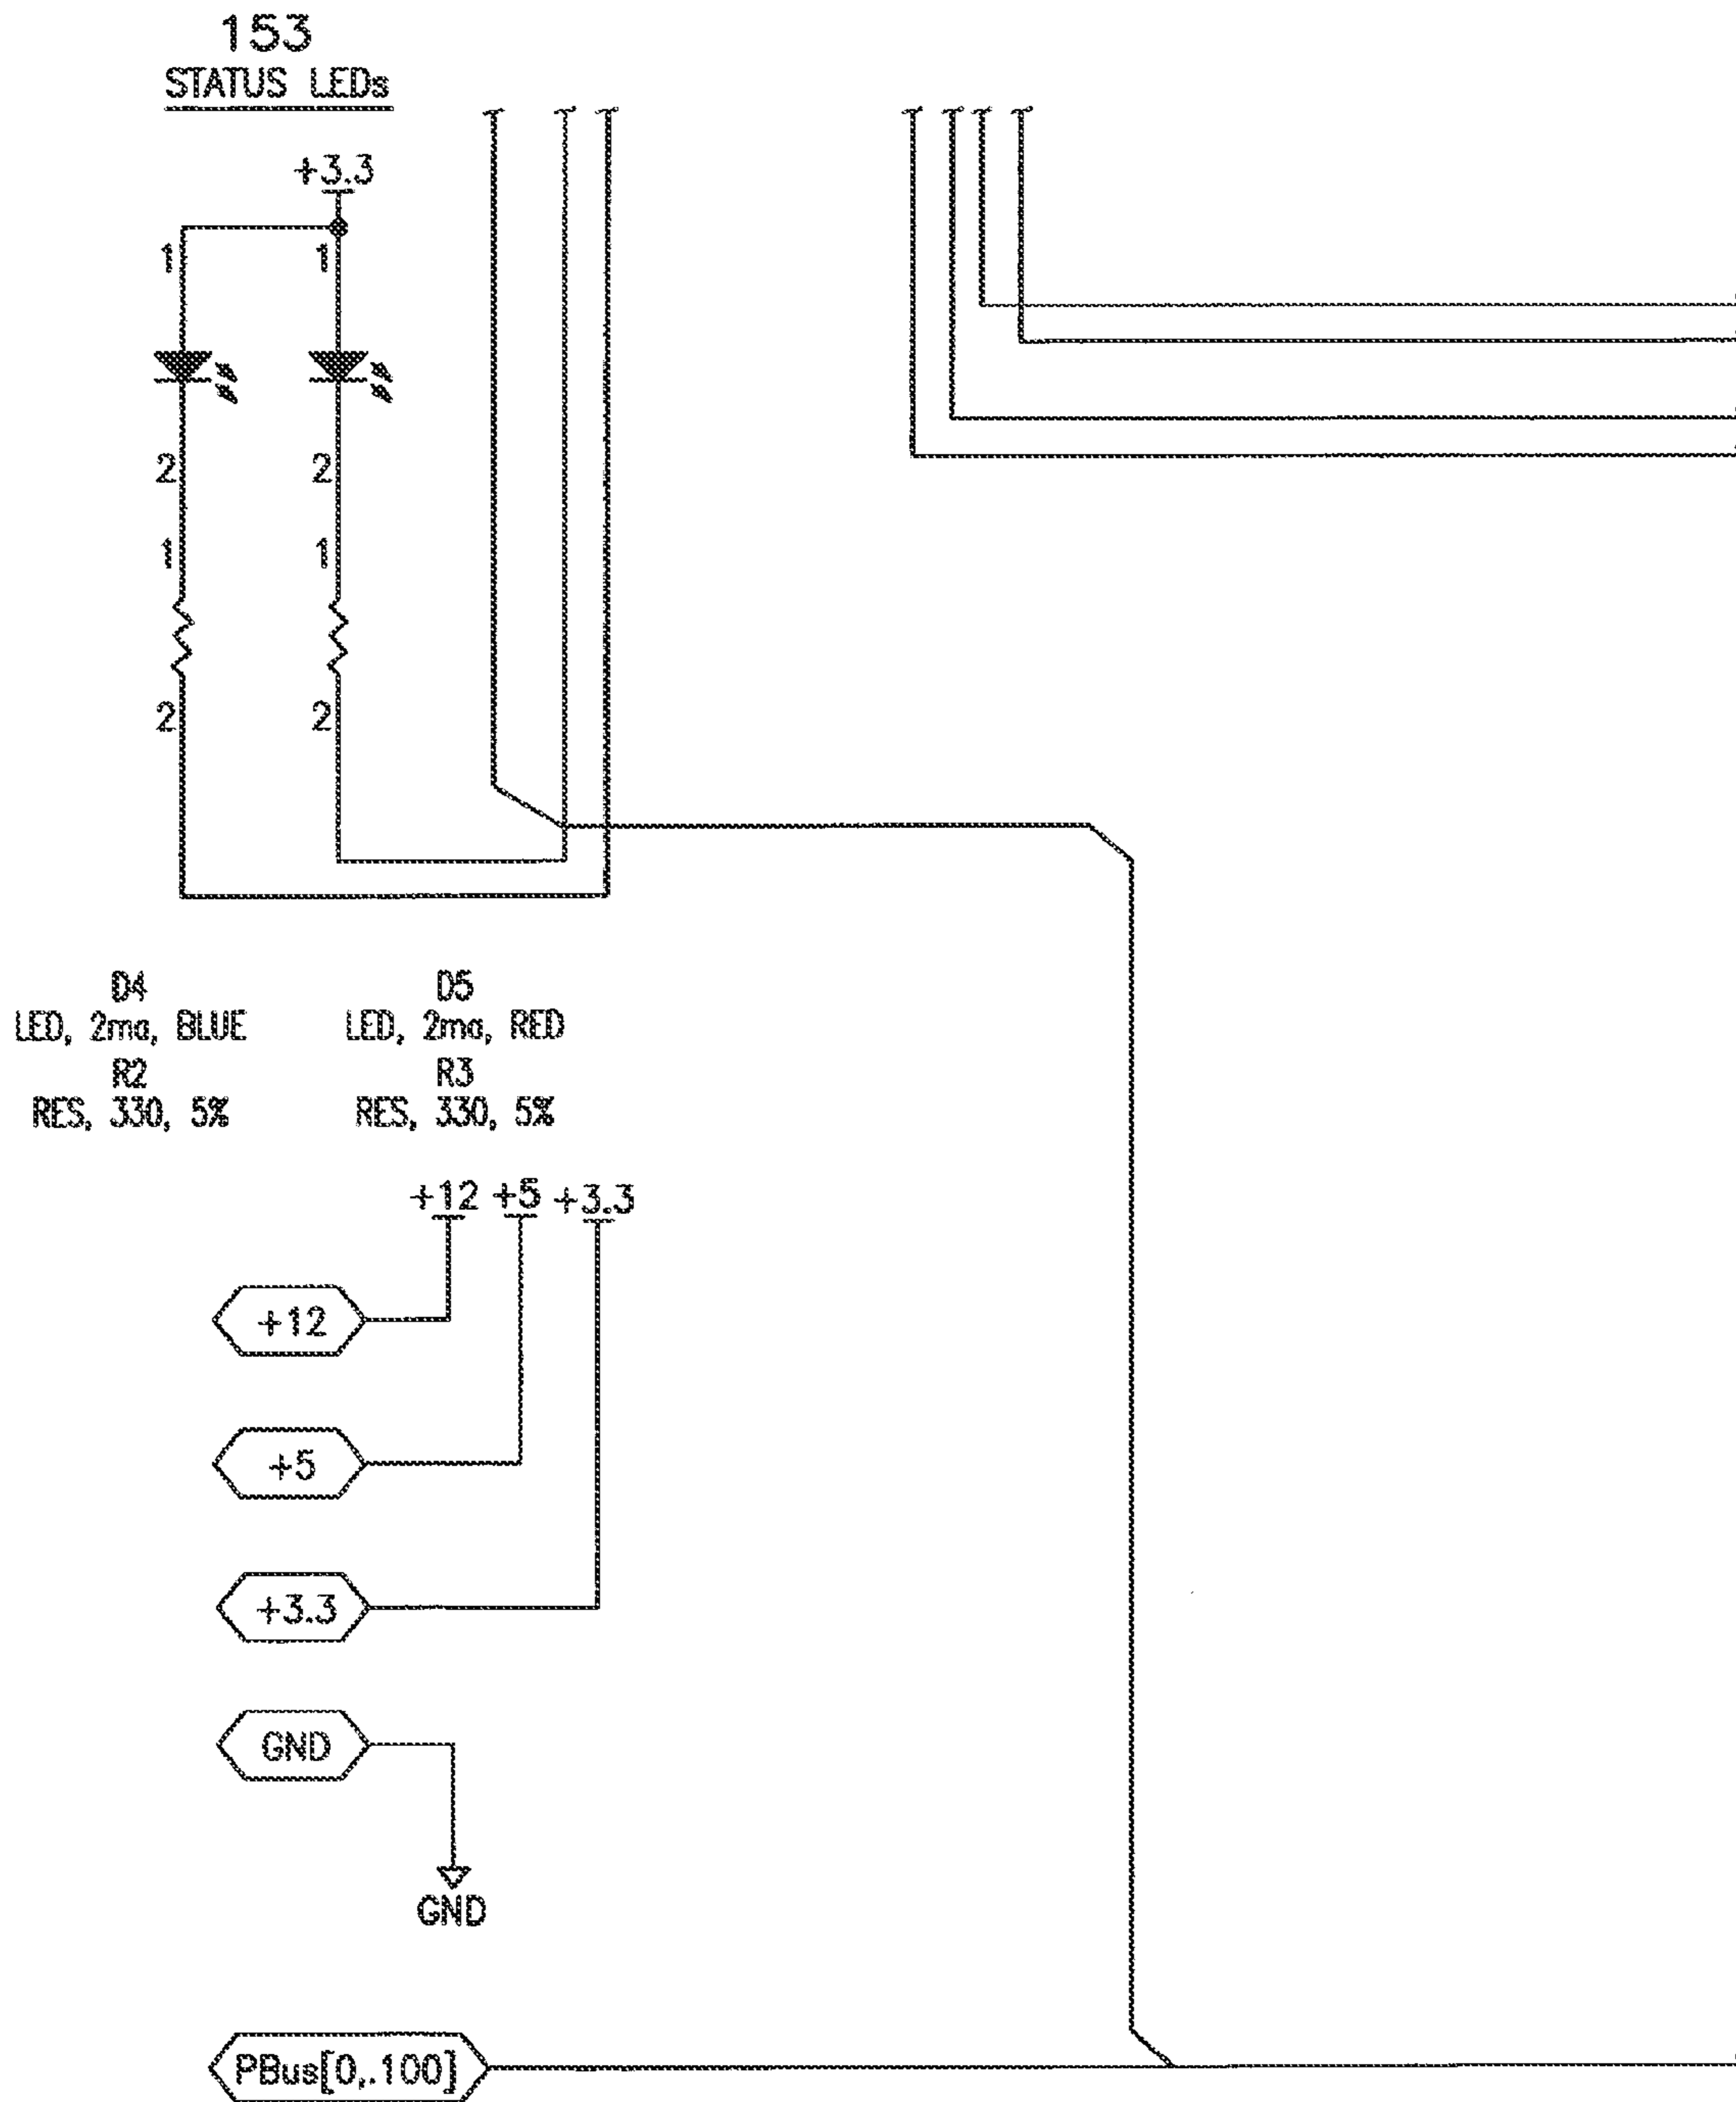 153
STATUS LEDs
+3.3
1 1
2 2
1 1
2 2
D4
LED, 2ma, BLUE
R2
RES, 330, 5%
D5
LED, 2ma, RED
R3
RES, 330, 5%
+12 +5 +3.3
+12
+5
+3.3
GND
GND
PBus[0,.100]